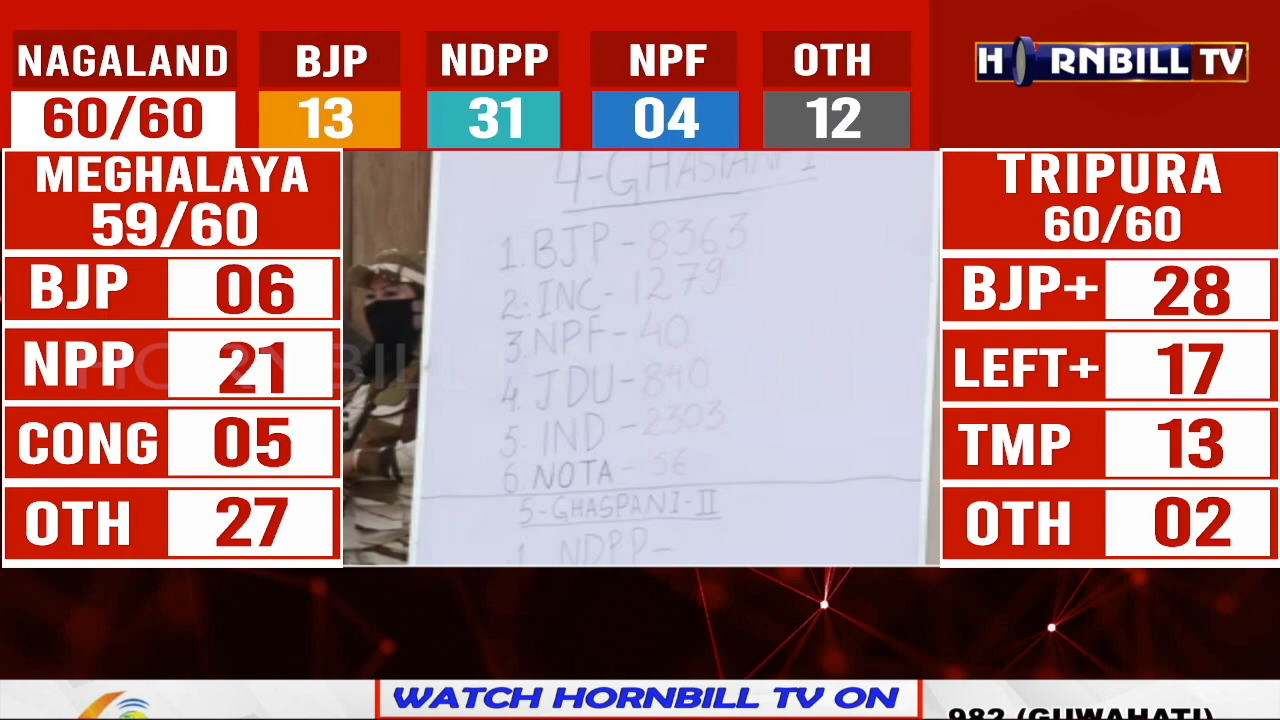 NAGALAND BJP NDPP NPF OTH
60/60 13 31 04 12
HORNBILL TV
MEGHALAYA
59/60
BJP 06
NPP 21
CONG 05
OTH 27
4-GHASPANI-I
1. BJP - 8363
2. INC - 1279
3. NPF - 40
4. JDU - 840
5. IND - 2303
6. NOTA - 56
5-GHASPANI-II
1. NDPP -
TRIPURA
60/60
BJP+ 28
LEFT+ 17
TMP 13
OTH 02
WATCH HORNBILL TV ON
982 (GUWAHATI)